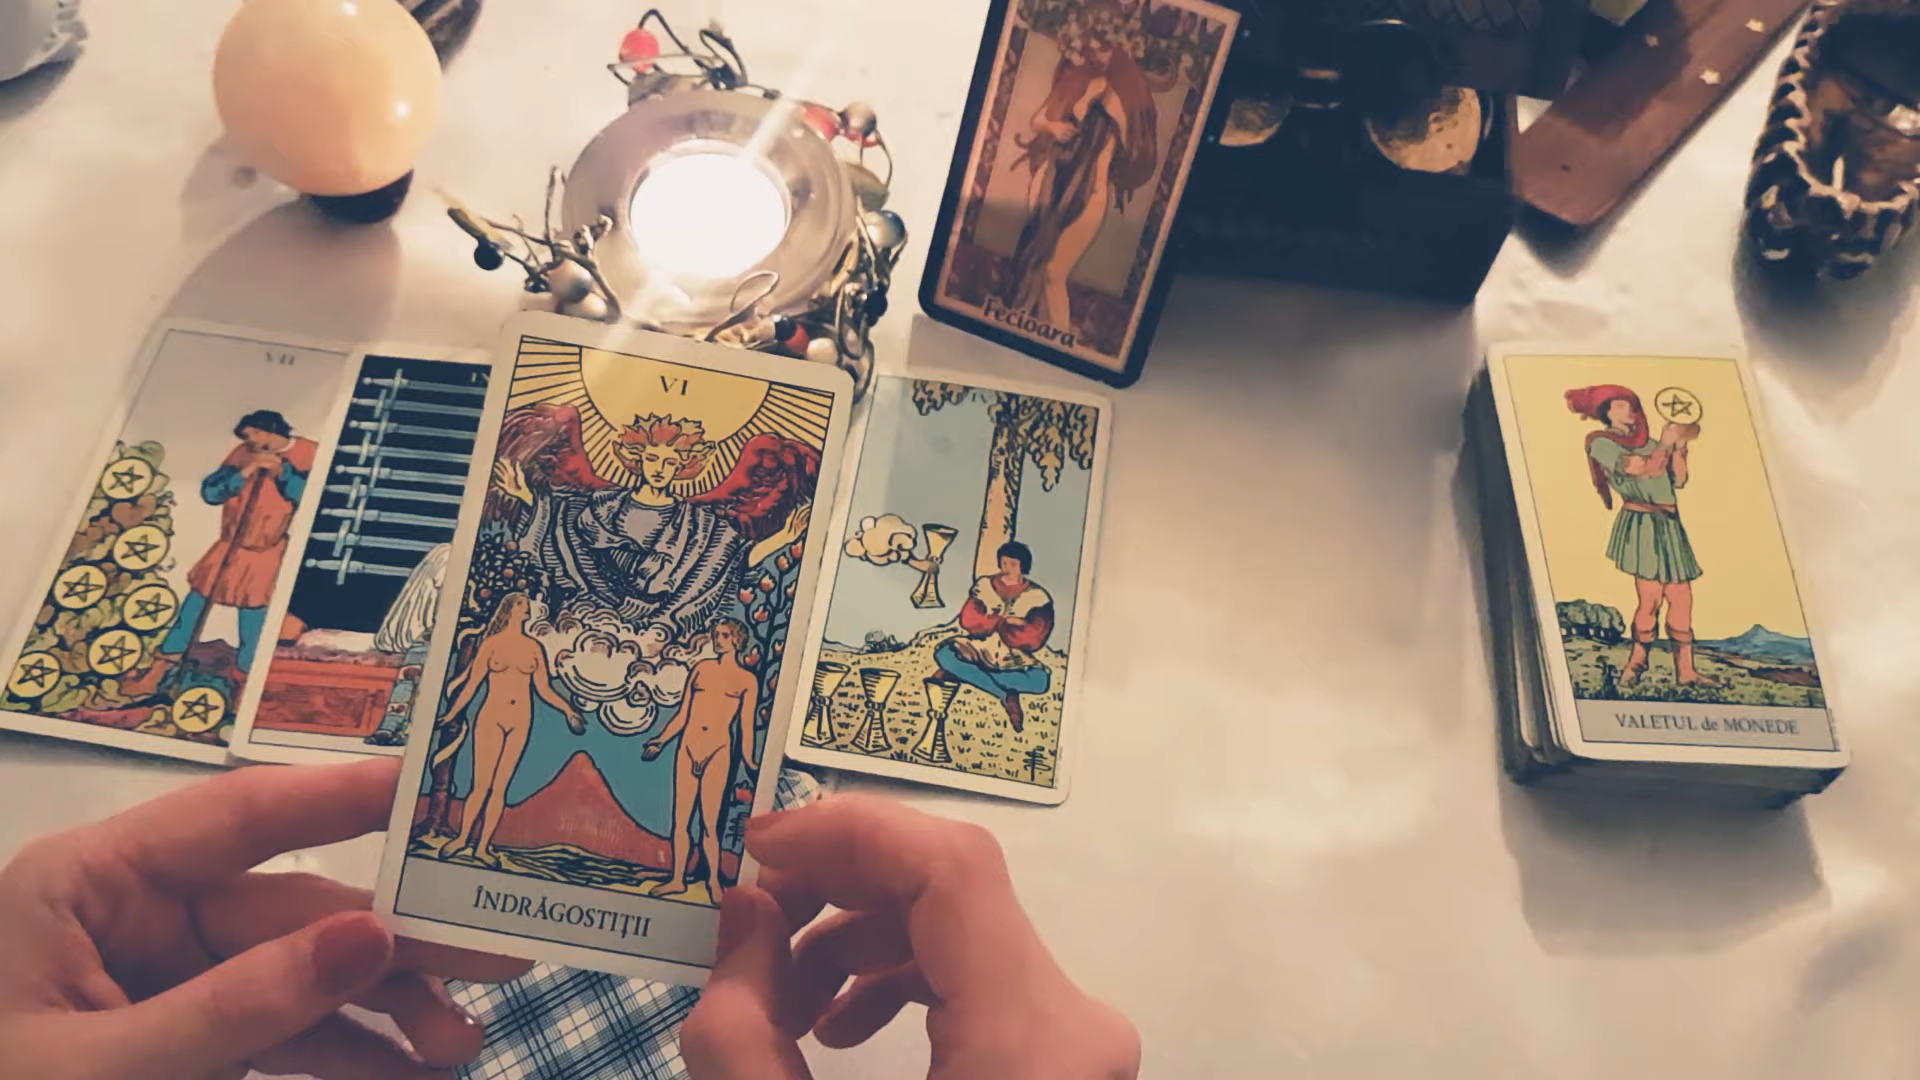 Fecioara
VII
VI
ÎNDRĂGOSTIȚII
VALETUL de MONEDE